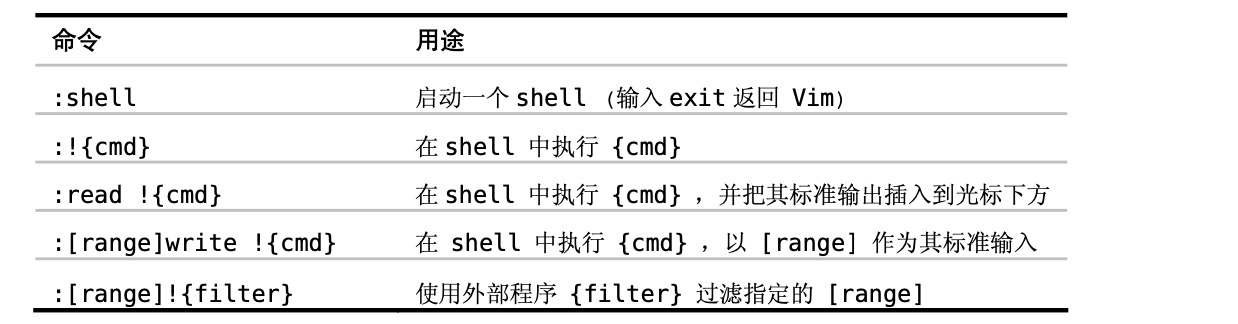 命令 用途
:shell 启动一个 shell (输入 exit 返回 Vim)
:!{cmd} 在 shell 中执行 {cmd}
:read !{cmd} 在 shell 中执行 {cmd} ，并把其标准输出插入到光标下方
:[range]write !{cmd} 在 shell 中执行 {cmd} ，以 [range] 作为其标准输入
:[range]!{filter} 使用外部程序 {filter} 过滤指定的 [range]